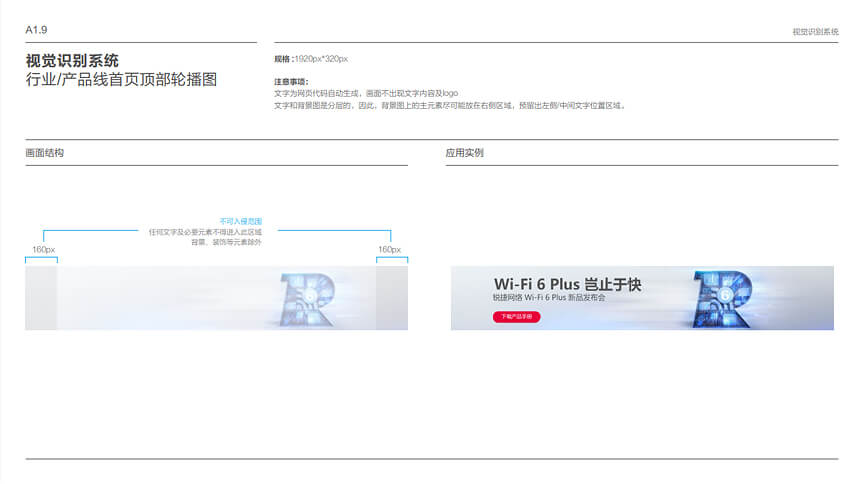 A1.9
视觉识别系统
视觉识别系统
行业/产品线首页顶部轮播图
规格 :1920px*320px
注意事项:
文字为网页代码自动生成，画面不出现文字内容及logo
文字和背景图是分层的，因此，背景图上的主元素尽可能放在右侧区域，预留出左侧/中间文字位置区域。
画面结构
应用实例
不可入侵范围
任何文字及必要元素不得进入此区域
背景、装饰等元素除外
160px
160px
R
6
Wi-Fi 6 Plus 岂止于快
锐捷网络 Wi-Fi 6 Plus 新品发布会
下载产品手册
R
6